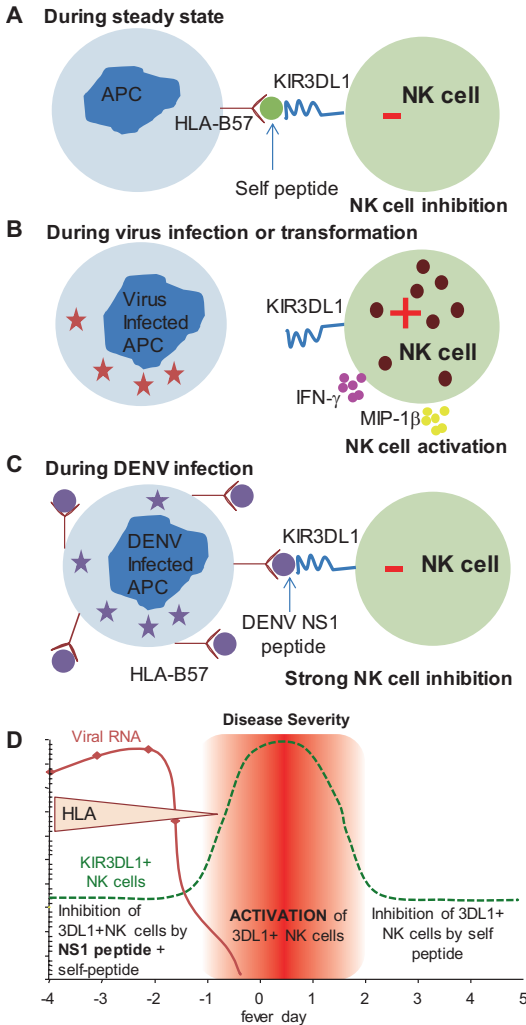 A During steady state
APC
HLA-B57
KIR3DL1
NK cell
Self peptide
NK cell inhibition
B During virus infection or transformation
Virus
Infected
APC
KIR3DL1
NK cell
IFN-γ
MIP-1β
NK cell activation
C During DENV infection
DENV
Infected
APC
KIR3DL1
NK cell
DENV NS1
peptide
HLA-B57
Strong NK cell inhibition
Disease Severity
D
Viral RNA
HLA
KIR3DL1+
NK cells
Inhibition of
3DL1+NK cells by
NS1 peptide +
self-peptide
ACTIVATION of
3DL1+ NK cells
Inhibition of 3DL1+
NK cells by self
peptide
-4 -3 -2 -1 0 1 2 3 4 5
fever day